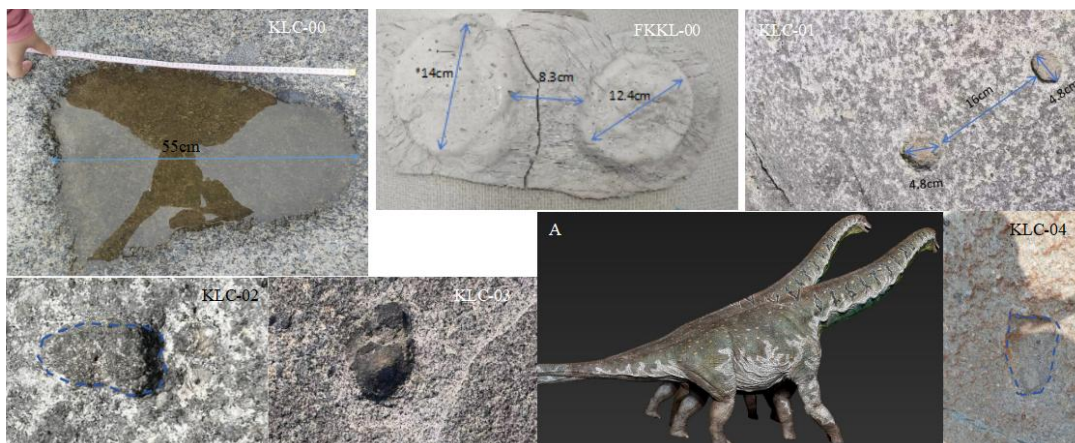 KLC-00
55cm
FKKL-00
*14cm
8.3cm
12.4cm
KLC-01
16cm
4.8cm
4.8cm
KLC-02
KLC-03
A
KLC-04